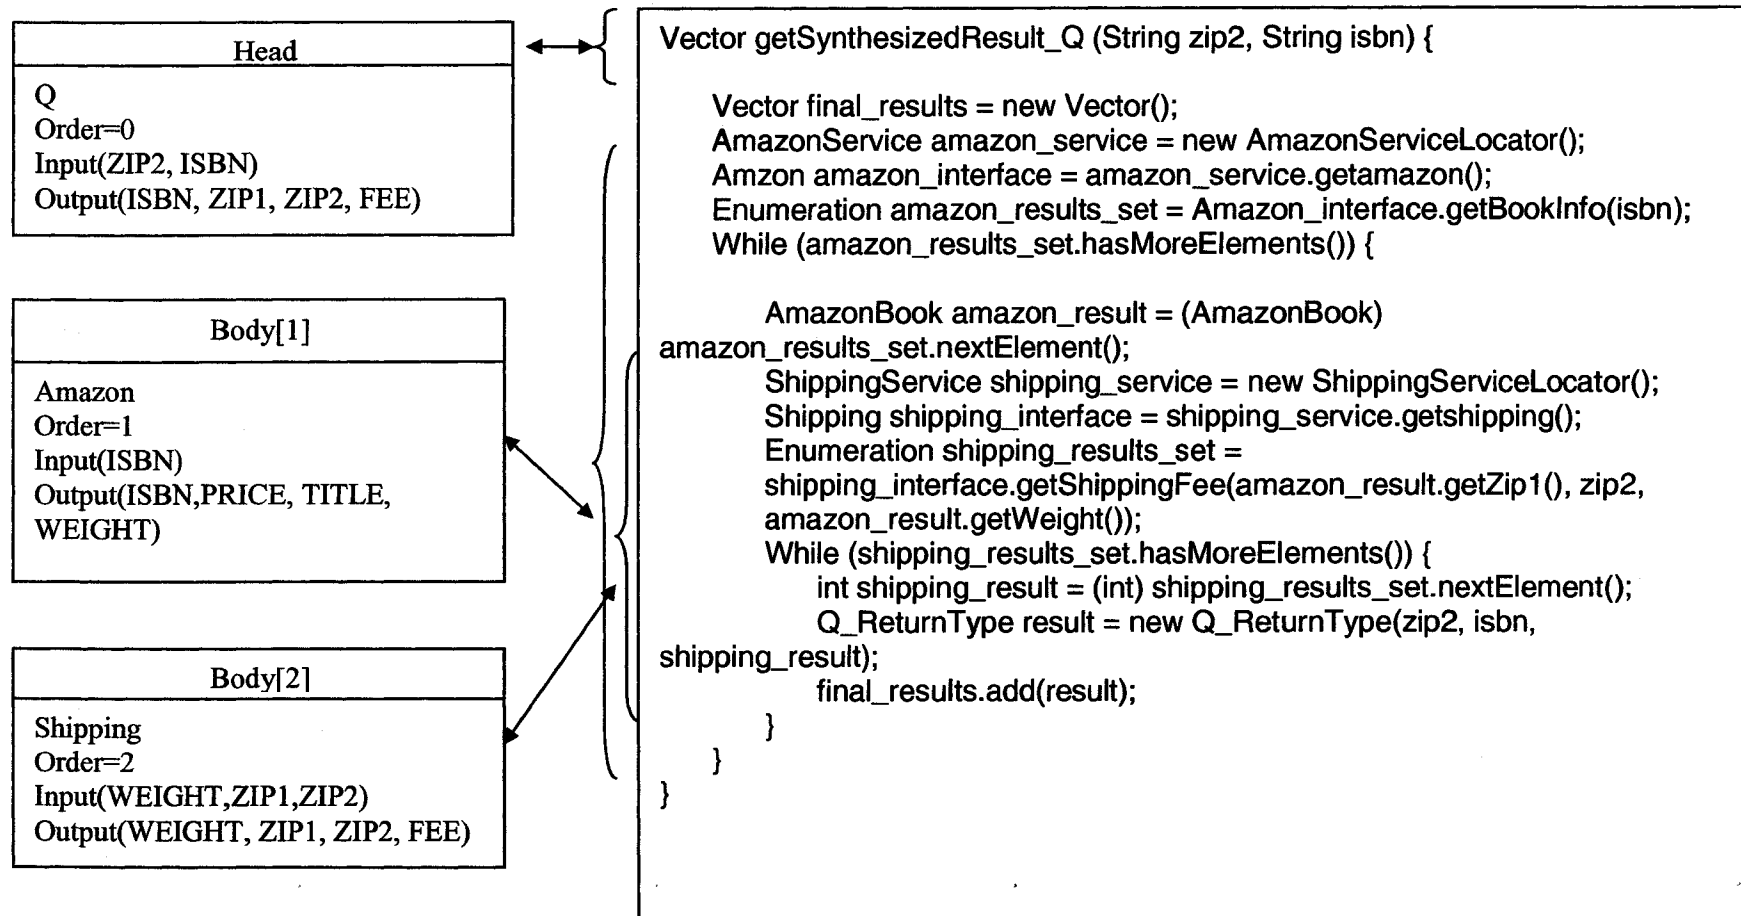 Head
Q
Order=0
Input(ZIP2, ISBN)
Output(ISBN, ZIP1, ZIP2, FEE)
Body[1]
Amazon
Order=1
Input(ISBN)
Output(ISBN,PRICE, TITLE,
WEIGHT)
Body[2]
Shipping
Order=2
Input(WEIGHT,ZIP1,ZIP2)
Output(WEIGHT, ZIP1, ZIP2, FEE)
Vector getSynthesizedResult_Q (String zip2, String isbn) {
Vector final_results = new Vector();
AmazonService amazon_service = new AmazonServiceLocator();
Amzon amazon_interface = amazon_service.getamazon();
Enumeration amazon_results_set = Amazon_interface.getBookInfo(isbn);
While (amazon_results_set.hasMoreElements()) {
AmazonBook amazon_result = (AmazonBook)
amazon_results_set.nextElement();
ShippingService shipping_service = new ShippingServiceLocator();
Shipping shipping_interface = shipping_service.getshipping();
Enumeration shipping_results_set =
shipping_interface.getShippingFee(amazon_result.getZip1(), zip2,
amazon_result.getWeight());
While (shipping_results_set.hasMoreElements()) {
int shipping_result = (int) shipping_results_set.nextElement();
Q_ReturnType result = new Q_ReturnType(zip2, isbn,
shipping_result);
final_results.add(result);
}
}
}